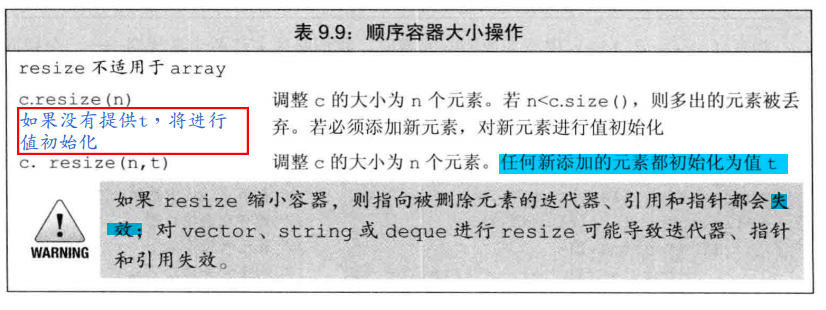 表 9.9：顺序容器大小操作
resize 不适用于 array
c.resize(n) 调整 c 的大小为 n 个元素。若 n<c.size()，则多出的元素被丢
如果没有提供t，将进行 弃。若必须添加新元素，对新元素进行值初始化
值初始化
c. resize(n,t) 调整 c 的大小为 n 个元素。任何新添加的元素都初始化为值 t
如果 resize 缩小容器，则指向被删除元素的迭代器、引用和指针都会失
效；对 vector、string 或 deque 进行 resize 可能导致迭代器、指针
和引用失效。
WARNING